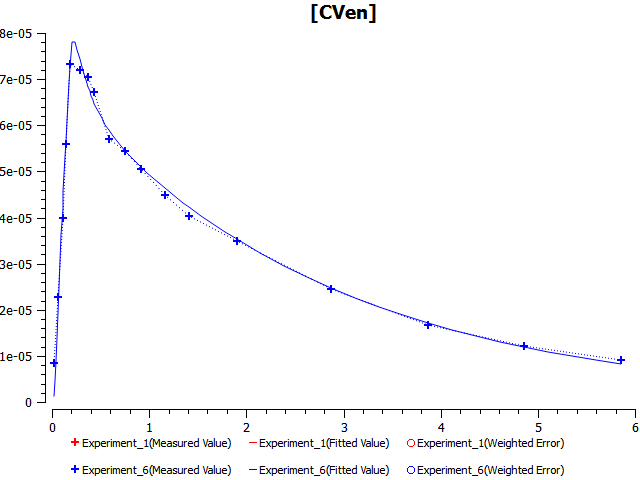 [CVen]
8e-05
7e-05
6e-05
5e-05
4e-05
3e-05
2e-05
1e-05
0
0 1 2 3 4 5 6
Experiment_1(Measured Value) Experiment_1(Fitted Value) Experiment_1(Weighted Error)
Experiment_6(Measured Value) Experiment_6(Fitted Value) Experiment_6(Weighted Error)